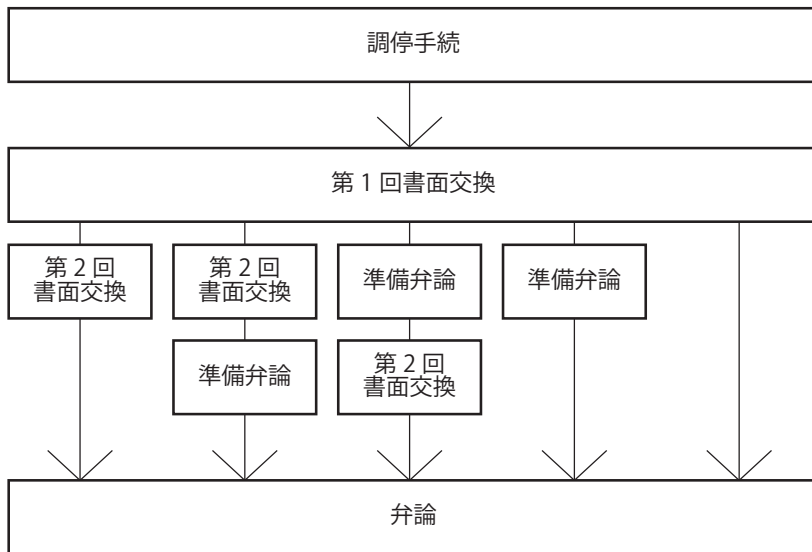 調停手続
第1回書面交換
第2回
書面交換
第2回
書面交換
準備弁論
準備弁論
準備弁論
第2回
書面交換
弁論